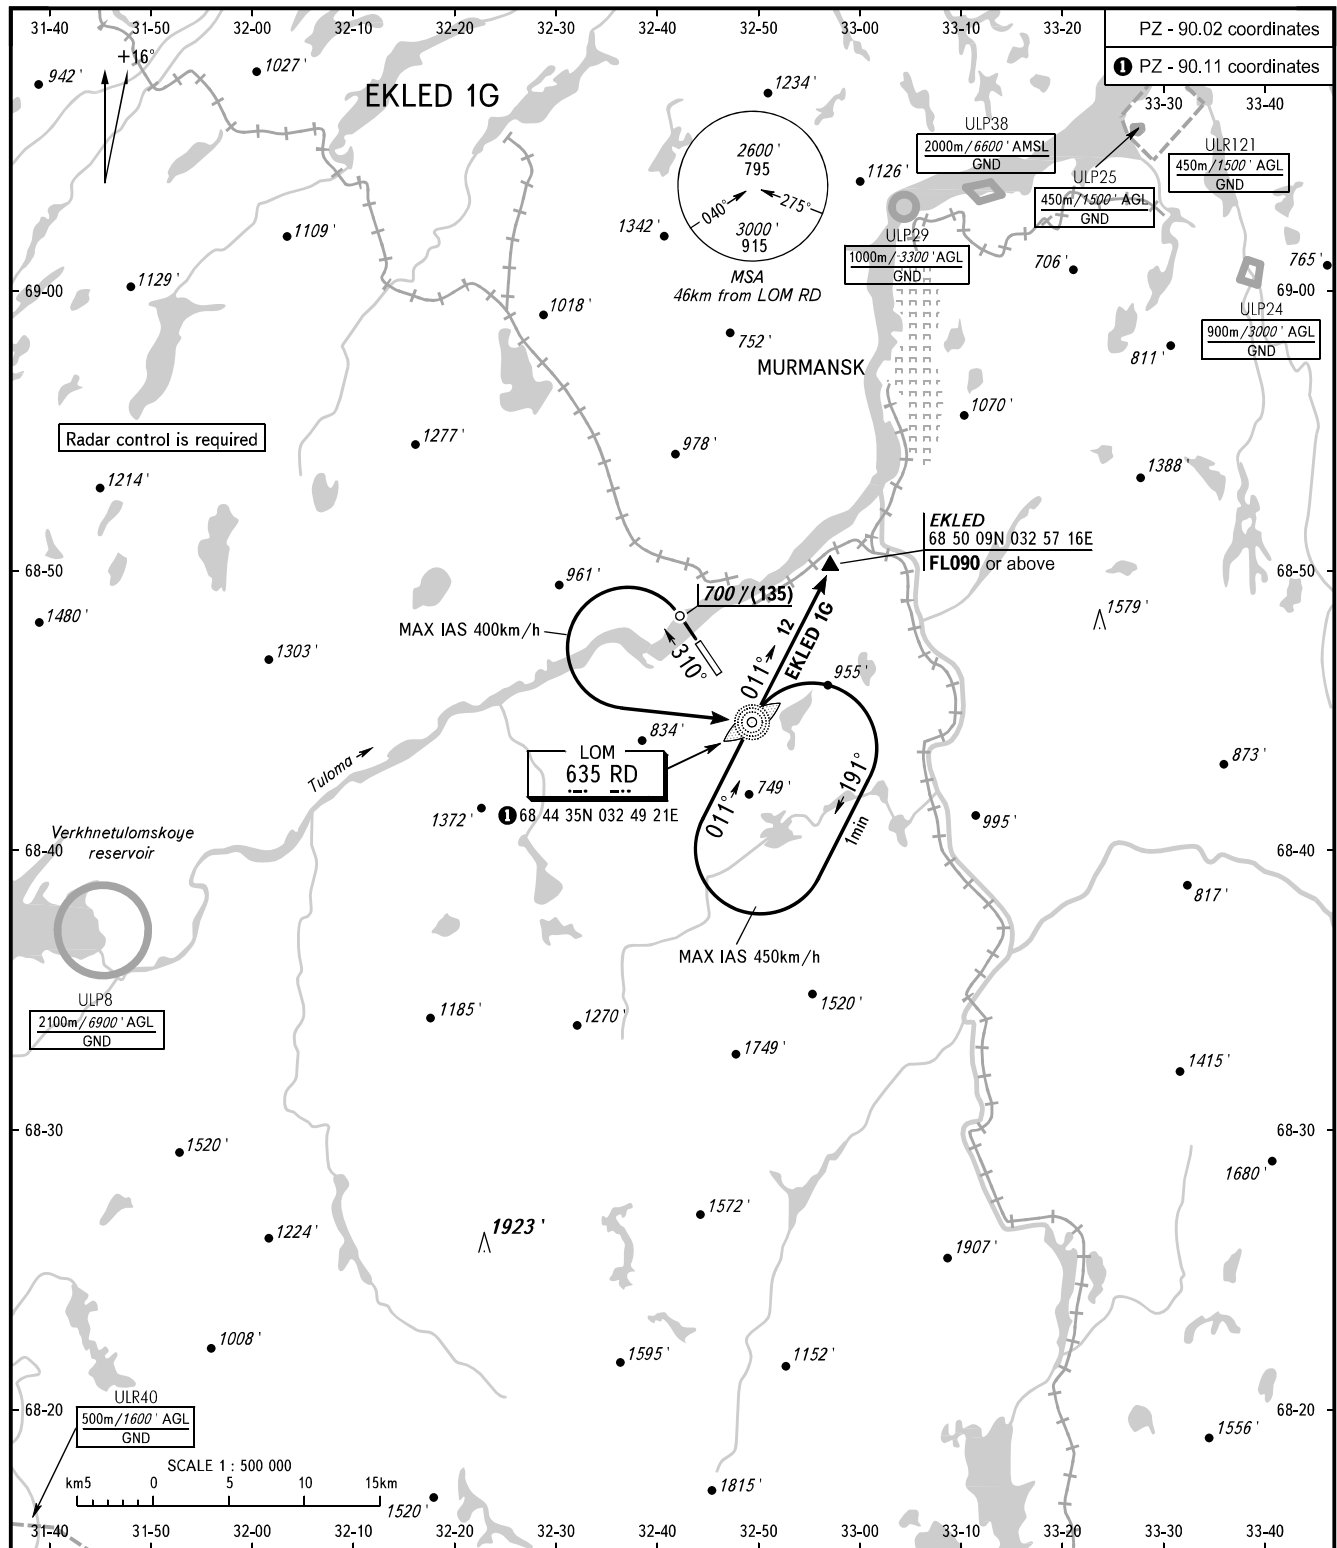 31-40 31-50 32-00 32-10 32-20 32-30 32-40 32-50 33-00 33-10 33-20
PZ - 90.02 coordinates
❶ PZ - 90.11 coordinates
33-30 33-40
+16°
942'
1027'
EKLED 1G
1234'
2600'
795
040°
275°
3000'
915
MSA
46km from LOM RD
1126'
ULP38
2000m/6600' AMSL
GND
ULP25
450m/1500' AGL
GND
ULR121
450m/1500' AGL
GND
1109'
1342'
ULP29
1000m/3300' AGL
GND
706'
765'
1129'
69-00
69-00
1018'
752'
ULP24
900m/3000' AGL
GND
811'
MURMANSK
1070'
Radar control is required
1277'
978'
1214'
1388'
EKLED
68 50 09N 032 57 16E
FL090 or above
68-50
68-50
961'
700'/(135)
1480'
MAX IAS 400km/h
1579'
1303'
310°
011°
12
EKLED 1G
955'
834'
LOM
635 RD
❶ 68 44 35N 032 49 21E
Tuloma
873'
749'
011°
191°
1min
1372'
995'
Verkhnetulomskoye
reservoir
68-40
68-40
817'
MAX IAS 450km/h
ULP8
2100m/6900' AGL
GND
1185'
1270'
1520'
1749'
1415'
68-30
68-30
1520'
1680'
1572'
1224'
1923'
1907'
1008'
1595'
1152'
ULR40
500m/1600' AGL
GND
68-20
68-20
1556'
SCALE 1 : 500 000
km5 0 5 10 15km
1520'
1815'
31-40 31-50 32-00 32-10 32-20 32-30 32-40 32-50 33-00 33-10 33-20 33-30 33-40